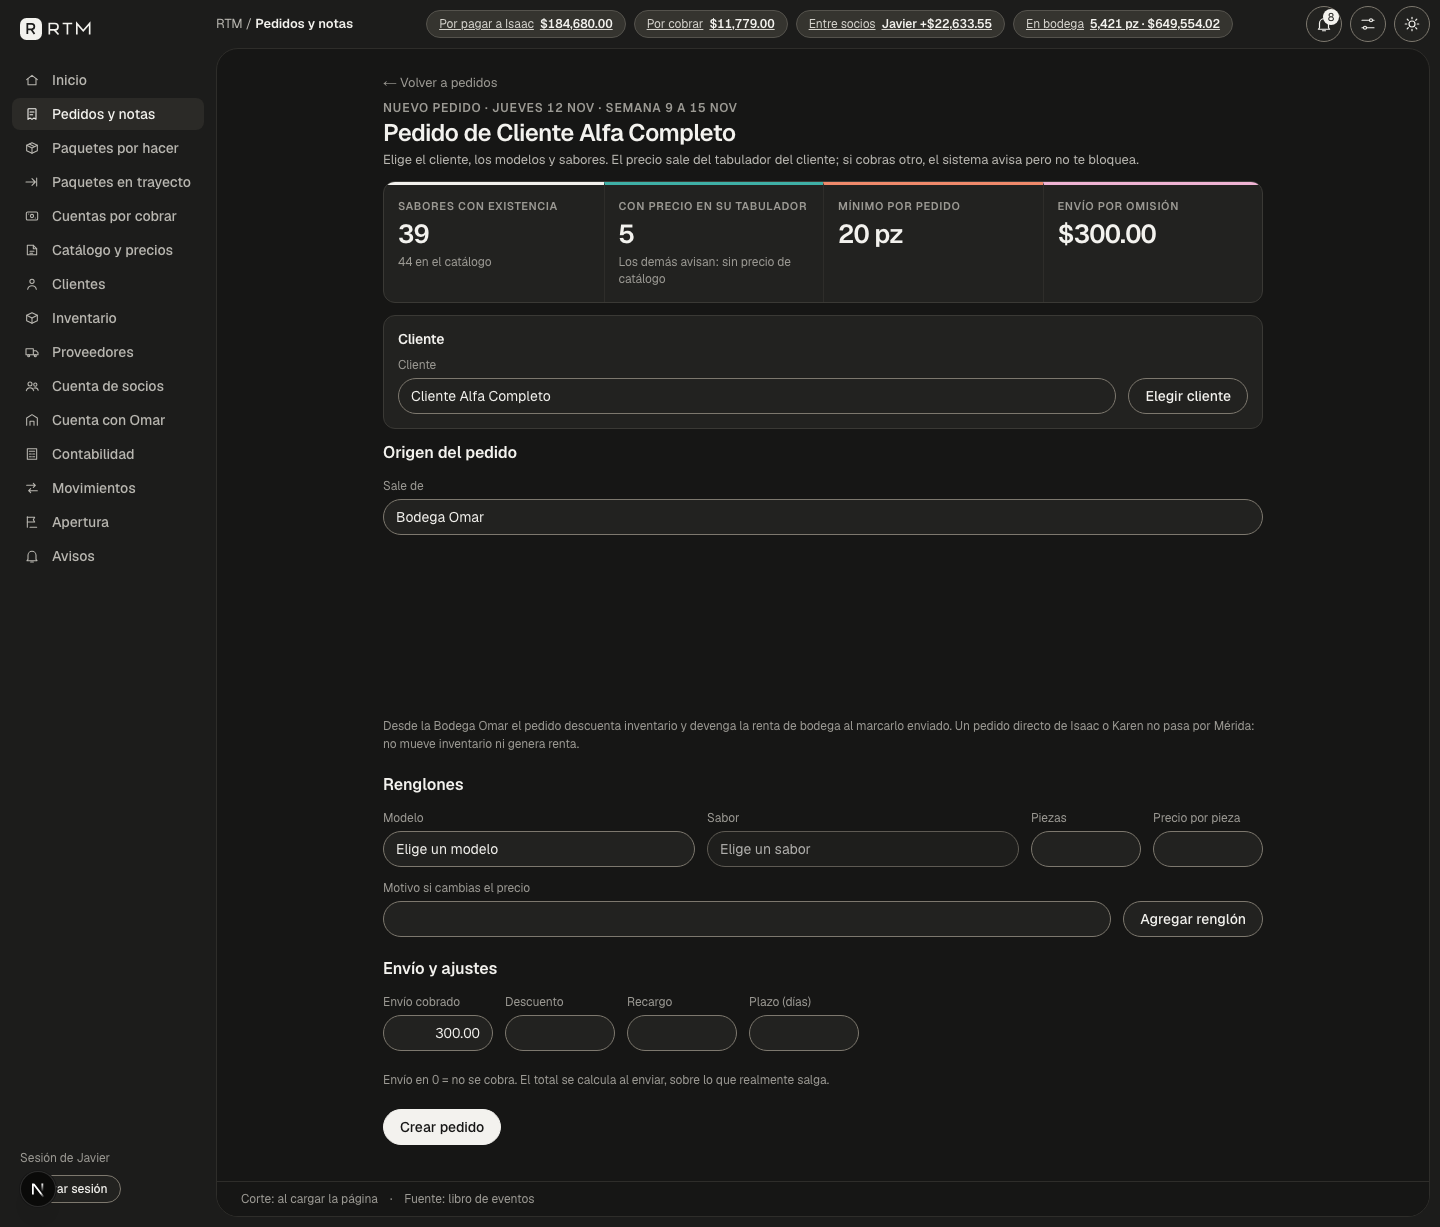 R RTM
RTM / Pedidos y notas
Por pagar a Isaac $184,680.00
Por cobrar $11,779.00
Entre socios Javier +$22,633.55
En bodega 5,421 pz · $649,554.02
8
Inicio
Pedidos y notas
Paquetes por hacer
Paquetes en trayecto
Cuentas por cobrar
Catálogo y precios
Clientes
Inventario
Proveedores
Cuenta de socios
Cuenta con Omar
Contabilidad
Movimientos
Apertura
Avisos
Sesión de Javier
N ar sesión
← Volver a pedidos
NUEVO PEDIDO · JUEVES 12 NOV · SEMANA 9 A 15 NOV
Pedido de Cliente Alfa Completo
Elige el cliente, los modelos y sabores. El precio sale del tabulador del cliente; si cobras otro, el sistema avisa pero no te bloquea.
SABORES CON EXISTENCIA
39
44 en el catálogo
CON PRECIO EN SU TABULADOR
5
Los demás avisan: sin precio de
catálogo
MÍNIMO POR PEDIDO
20 pz
ENVÍO POR OMISIÓN
$300.00
Cliente
Cliente
Cliente Alfa Completo
Elegir cliente
Origen del pedido
Sale de
Bodega Omar
Desde la Bodega Omar el pedido descuenta inventario y devenga la renta de bodega al marcarlo enviado. Un pedido directo de Isaac o Karen no pasa por Mérida:
no mueve inventario ni genera renta.
Renglones
Modelo Sabor Piezas Precio por pieza
Elige un modelo Elige un sabor
Motivo si cambias el precio
Agregar renglón
Envío y ajustes
Envío cobrado Descuento Recargo Plazo (días)
300.00
Envío en 0 = no se cobra. El total se calcula al enviar, sobre lo que realmente salga.
Crear pedido
Corte: al cargar la página · Fuente: libro de eventos